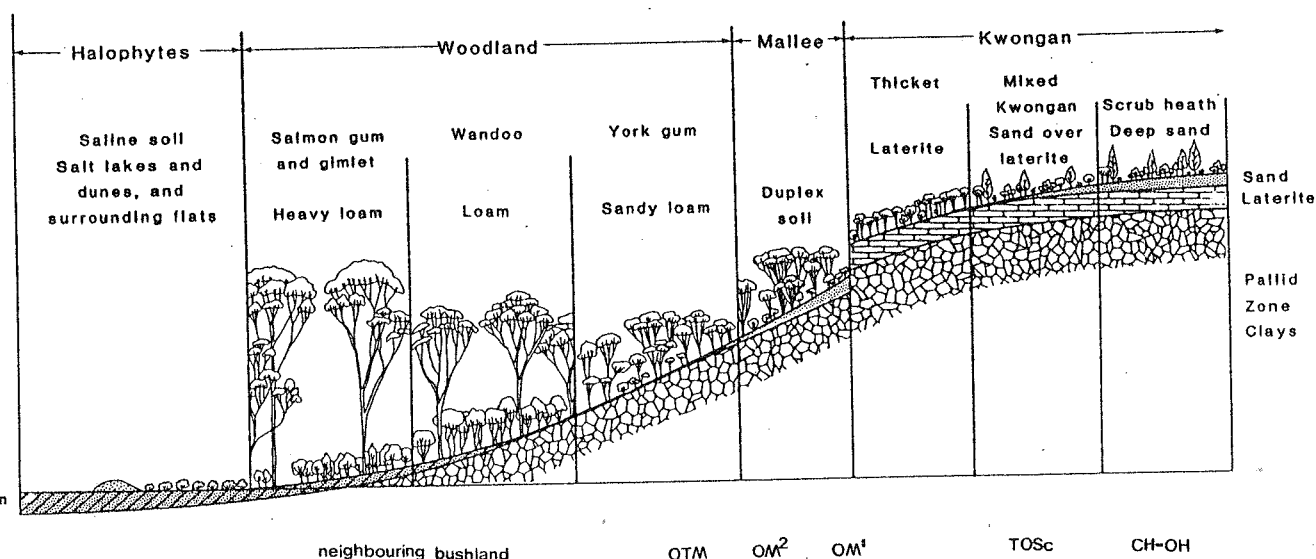 Halophytes
Woodland
Mallee
Kwongan
Saline soil
Salt lakes and
dunes, and
surrounding flats
Salmon gum
and gimlet
Heavy loam
Wandoo
Loam
York gum
Sandy loam
Duplex
soil
Thicket
Laterite
Mixed
Kwongan
Sand over
laterite
Scrub heath
Deep sand
Sand
Laterite
Pallid
Zone
Clays
n
neighbouring bushland
OTM
OM²
OM¹
TOSc
CH-OH